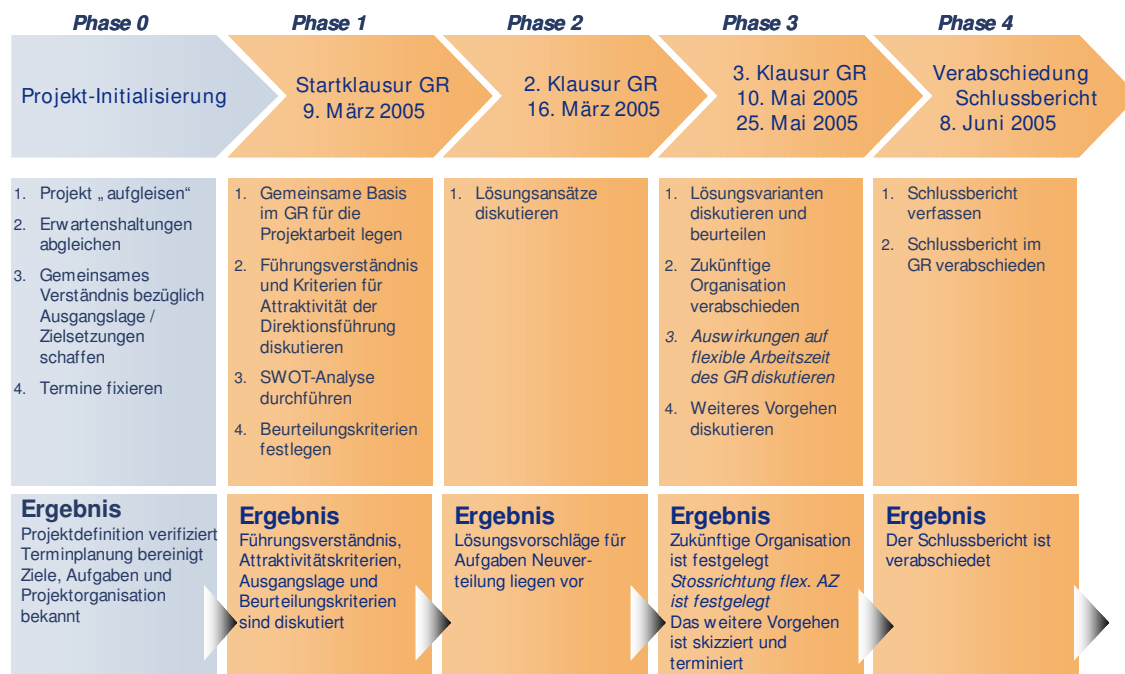 Phase 0
Phase 1
Phase 2
Phase 3
Phase 4
Projekt-Initialisierung
Startklausur GR
9. März 2005
2. Klausur GR
16. März 2005
3. Klausur GR
10. Mai 2005
25. Mai 2005
Verabschiedung
Schlussbericht
8. Juni 2005
1. Projekt „aufgleisen“
2. Erwartenshaltungen
abgleichen
3. Gemeinsames
Verständnis bezüglich
Ausgangslage /
Zielsetzungen
schaffen
4. Termine fixieren
1. Gemeinsame Basis
im GR für die
Projektarbeit legen
2. Führungsverständnis
und Kriterien für
Attraktivität der
Direktionsführung
diskutieren
3. SWOT-Analyse
durchführen
4. Beurteilungskriterien
festlegen
1. Lösungsansätze
diskutieren
1. Lösungsvarianten
diskutieren und
beurteilen
2. Zukünftige
Organisation
verabschieden
3. Auswirkungen auf
flexible Arbeitszeit
des GR diskutieren
4. Weiteres Vorgehen
diskutieren
1. Schlussbericht
verfassen
2. Schlussbericht im
GR verabschieden
Ergebnis
Projektdefinition verifiziert
Terminplanung bereinigt
Ziele, Aufgaben und
Projektorganisation
bekannt
Ergebnis
Führungsverständnis,
Attraktivitätskriterien,
Ausgangslage und
Beurteilungskriterien
sind diskutiert
Ergebnis
Lösungsvorschläge für
Aufgaben Neuver-
teilung liegen vor
Ergebnis
Zukünftige Organisation
ist festgelegt
Stossrichtung flex. AZ
ist festgelegt
Das weitere Vorgehen
ist skizziert und
terminiert
Ergebnis
Der Schlussbericht ist
verabschiedet